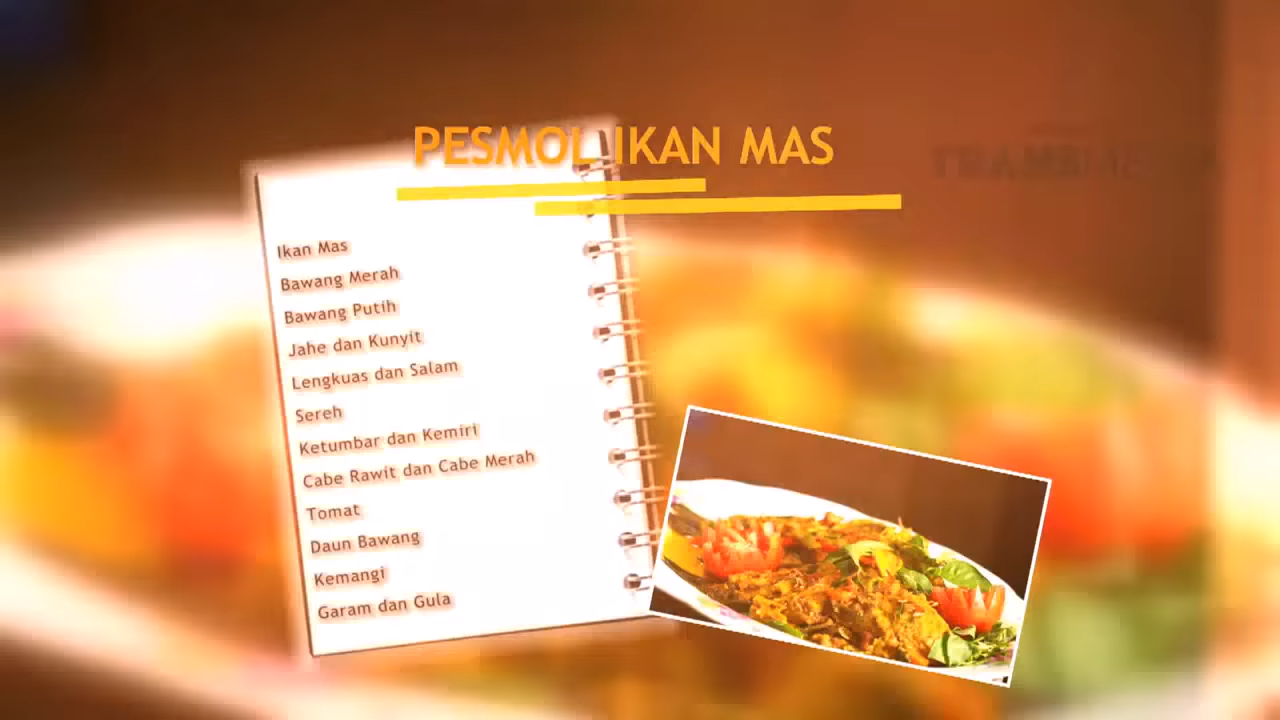 PESMOL IKAN MAS
Ikan Mas
Bawang Merah
Bawang Putih
Jahe dan Kunyit
Lengkuas dan Salam
Sereh
Ketumbar dan Kemiri
Cabe Rawit dan Cabe Merah
Tomat
Daun Bawang
Kemangi
Garam dan Gula